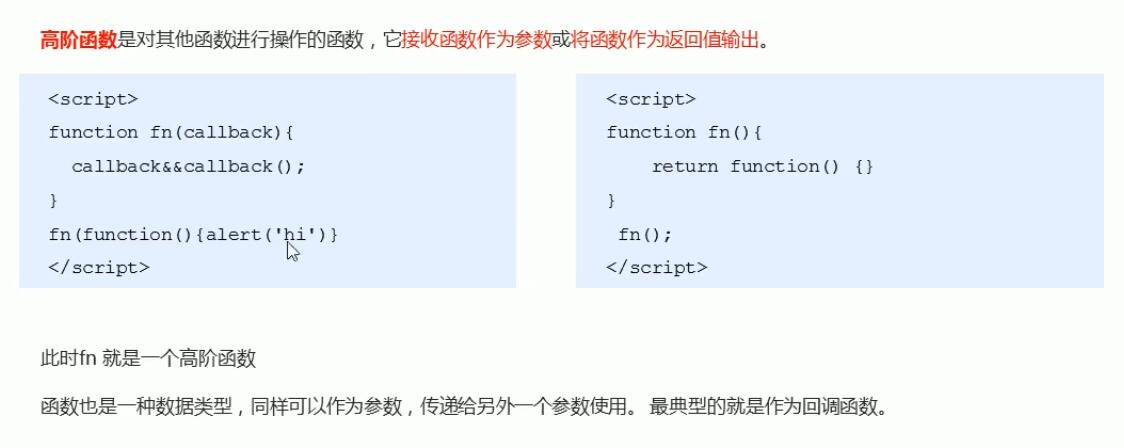 高阶函数是对其他函数进行操作的函数，它接收函数作为参数或将函数作为返回值输出。
<script>
function fn(callback){
  callback&&callback();
}
fn(function(){alert('hi')}
</script>
<script>
function fn(){
    return function() {}
}
 fn();
</script>
此时fn 就是一个高阶函数
函数也是一种数据类型，同样可以作为参数，传递给另外一个参数使用。 最典型的就是作为回调函数。